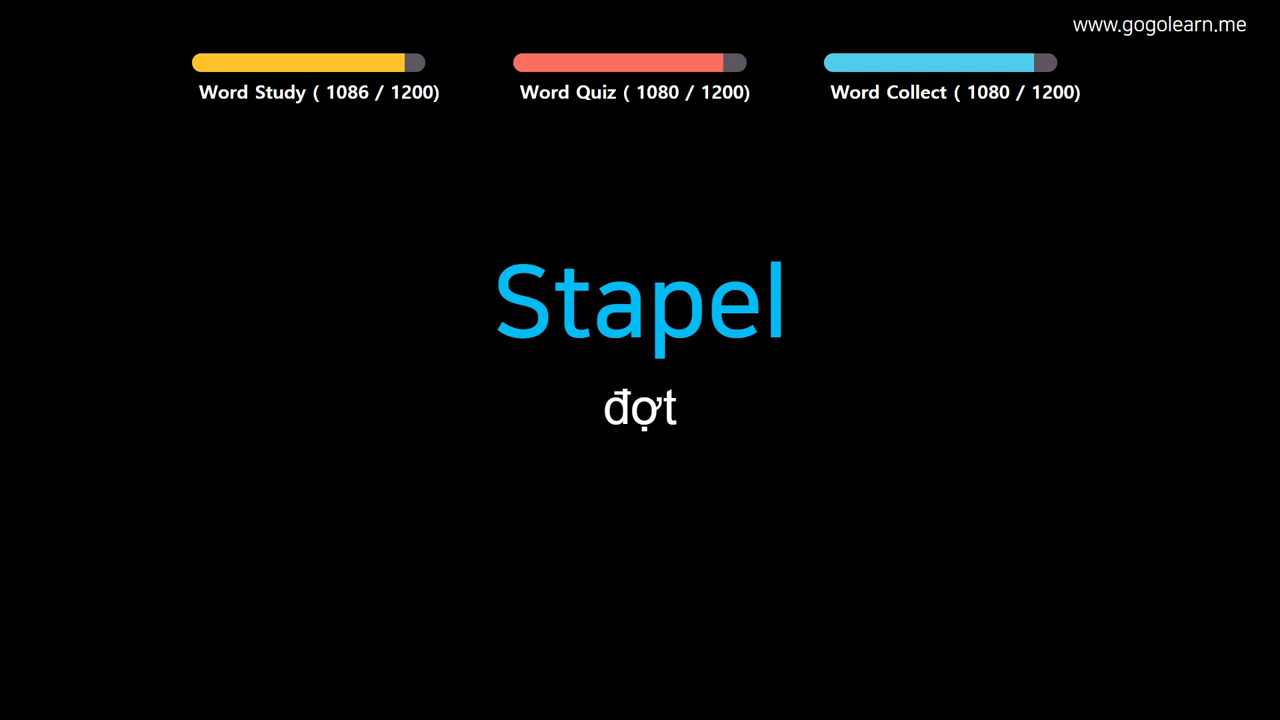 www.gogolearn.me
Word Study ( 1086 / 1200)
Word Quiz ( 1080 / 1200)
Word Collect ( 1080 / 1200)
Stapel
đợt